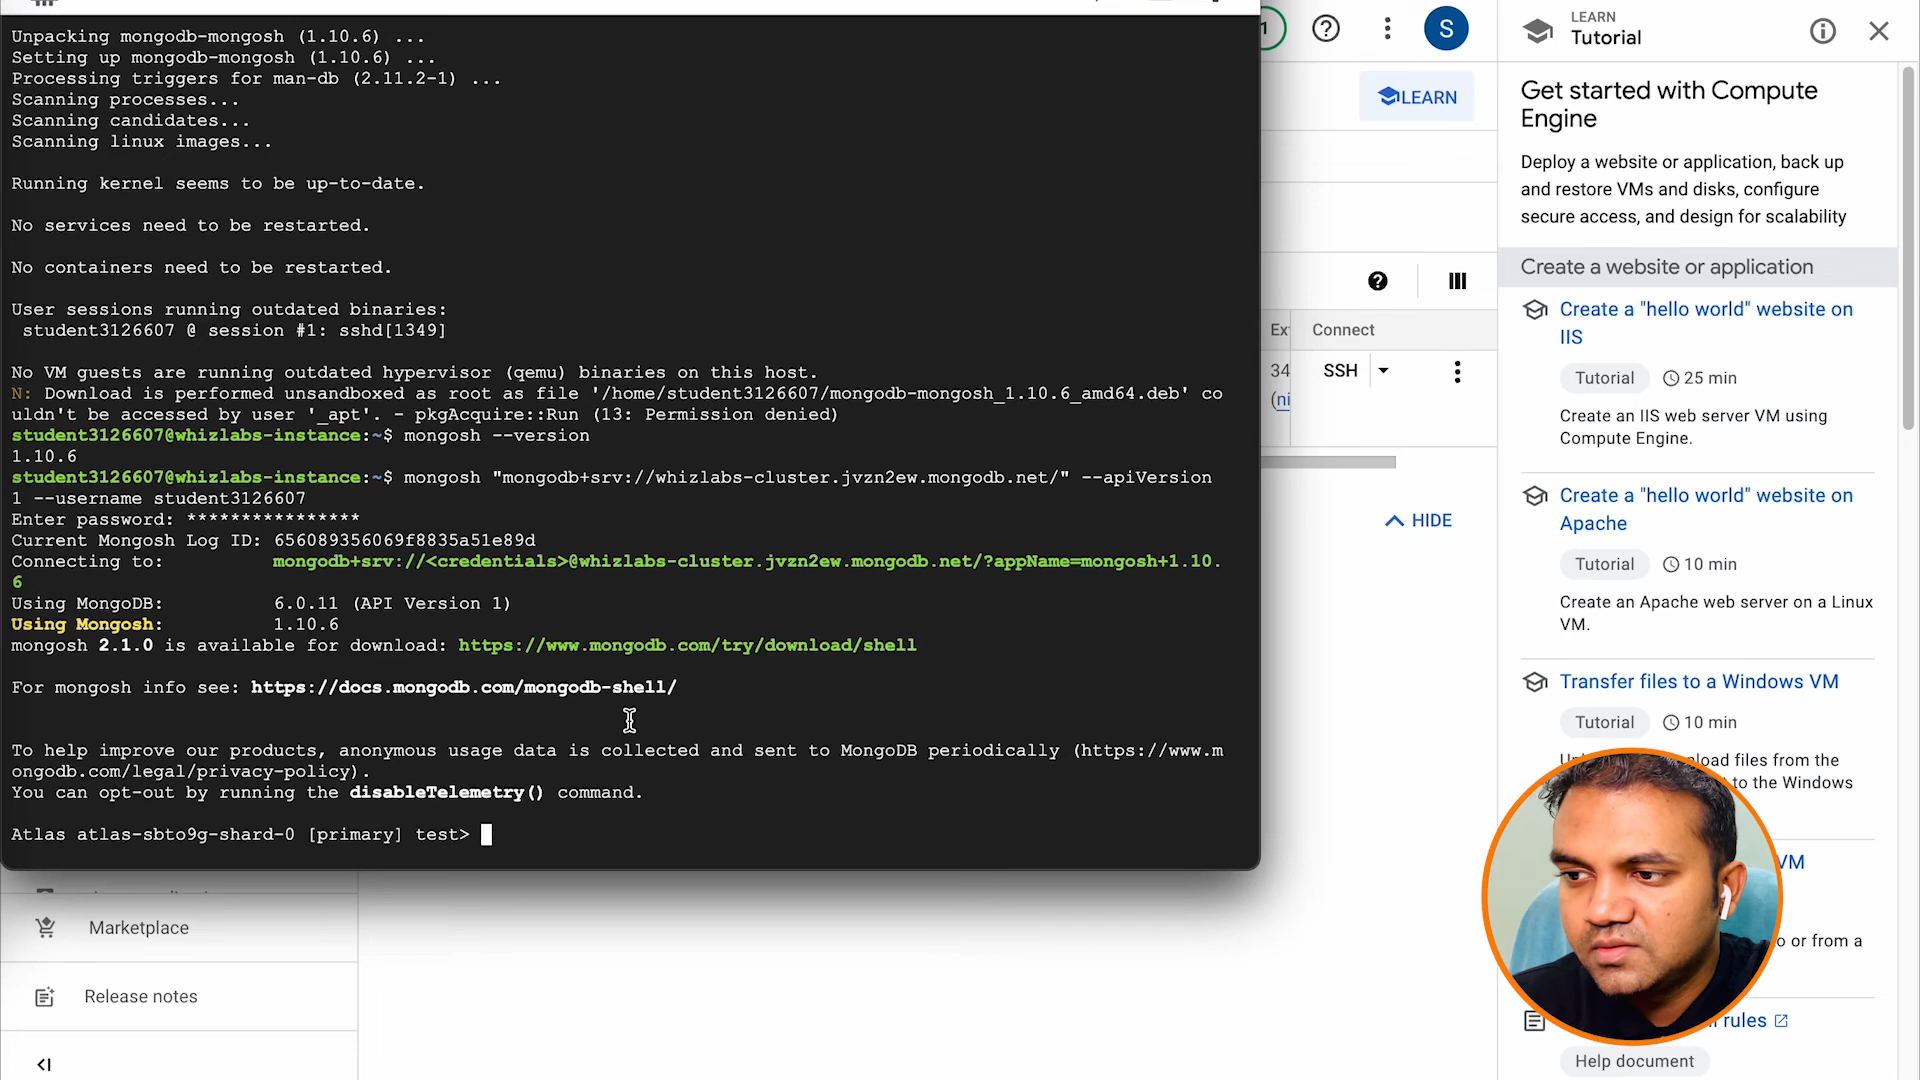 Unpacking mongodb-mongosh (1.10.6) ...
Setting up mongodb-mongosh (1.10.6) ...
Processing triggers for man-db (2.11.2-1) ...
Scanning processes...
Scanning candidates...
Scanning linux images...
Running kernel seems to be up-to-date.
No services need to be restarted.
No containers need to be restarted.
User sessions running outdated binaries:
student3126607 @ session #1: sshd[1349]
No VM guests are running outdated hypervisor (qemu) binaries on this host.
N: Download is performed unsandboxed as root as file '/home/student3126607/mongodb-mongosh_1.10.6_amd64.deb' co
uldn't be accessed by user '_apt'. - pkgAcquire::Run (13: Permission denied)
student3126607@whizlabs-instance:~$ mongosh --version
1.10.6
student3126607@whizlabs-instance:~$ mongosh "mongodb+srv://whizlabs-cluster.jvzn2ew.mongodb.net/" --apiVersion
1 --username student3126607
Enter password: ****************
Current Mongosh Log ID: 656089356069f8835a51e89d
Connecting to: mongodb+srv://<credentials>@whizlabs-cluster.jvzn2ew.mongodb.net/?appName=mongosh+1.10.
6
Using MongoDB: 6.0.11 (API Version 1)
Using Mongosh: 1.10.6
mongosh 2.1.0 is available for download: https://www.mongodb.com/try/download/shell
For mongosh info see: https://docs.mongodb.com/mongodb-shell/
To help improve our products, anonymous usage data is collected and sent to MongoDB periodically (https://www.m
ongodb.com/legal/privacy-policy).
You can opt-out by running the disableTelemetry() command.
Atlas atlas-sbto9g-shard-0 [primary] test>
Marketplace
Release notes
1
S
LEARN
Ex
Connect
34
SSH
(ni
HIDE
LEARN
Tutorial
Get started with Compute
Engine
Deploy a website or application, back up
and restore VMs and disks, configure
secure access, and design for scalability
Create a website or application
Create a "hello world" website on
IIS
Tutorial 25 min
Create an IIS web server VM using
Compute Engine.
Create a "hello world" website on
Apache
Tutorial 10 min
Create an Apache web server on a Linux
VM.
Transfer files to a Windows VM
Tutorial 10 min
load files from the
to the Windows
VM
o or from a
rules
Help document